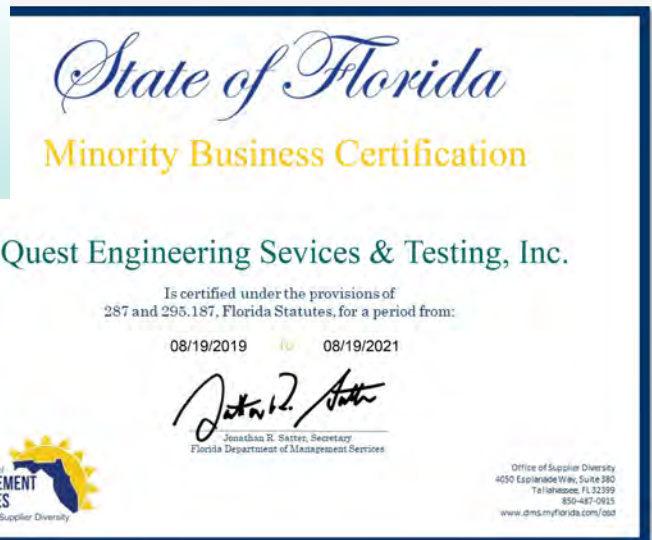 State of Florida
Minority Business Certification
Quest Engineering Sevices & Testing, Inc.
Is certified under the provisions of
287 and 295.187, Florida Statutes, for a period from:
08/19/2019 to 08/19/2021
Jonathan R. Satter, Secretary
Florida Department of Management Services
EMENT
ES
Supplier Diversity
Office of Supplier Diversity
4050 Esplanade Way, Suite 380
Tallahassee, FL 32399
850-487-0915
www.dms.myflorida.com/osd